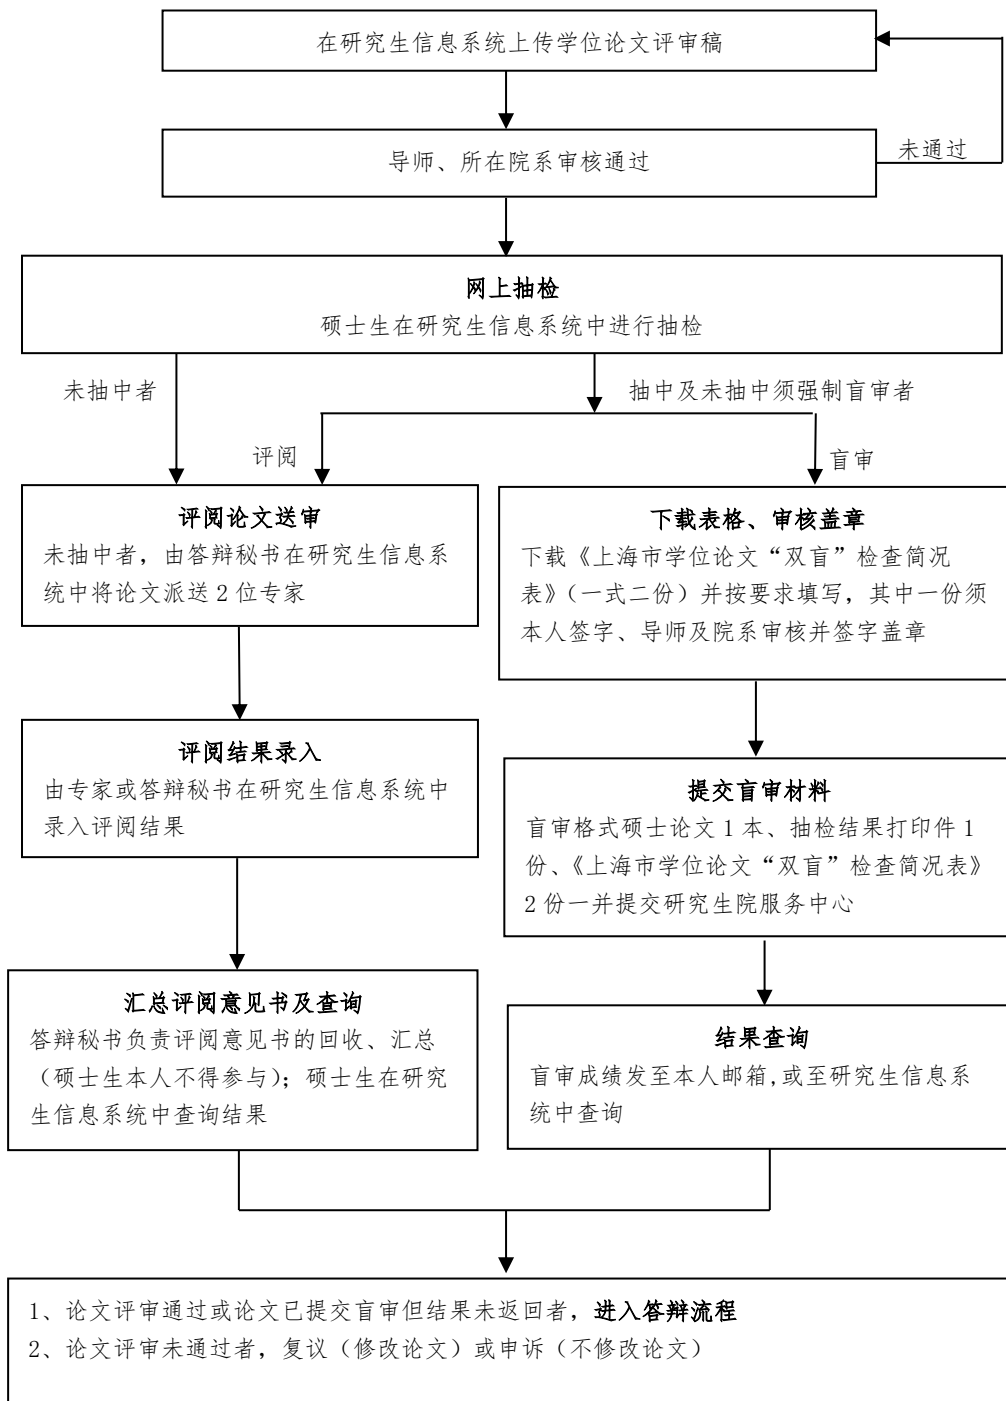 在研究生信息系统上传学位论文评审稿
导师、所在院系审核通过
未通过
网上抽检
硕士生在研究生信息系统中进行抽检
未抽中者
抽中及未抽中须强制盲审者
评阅
盲审
评阅论文送审
未抽中者，由答辩秘书在研究生信息系
统中将论文派送 2 位专家
下载表格、审核盖章
下载《上海市学位论文“双盲”检查简况
表》（一式二份）并按要求填写，其中一份须
本人签字、导师及院系审核并签字盖章
评阅结果录入
由专家或答辩秘书在研究生信息系统中
录入评阅结果
提交盲审材料
盲审格式硕士论文 1 本、抽检结果打印件 1
份、《上海市学位论文“双盲”检查简况表》
2 份一并提交研究生院服务中心
汇总评阅意见书及查询
答辩秘书负责评阅意见书的回收、汇总
（硕士生本人不得参与）；硕士生在研究
生信息系统中查询结果
结果查询
盲审成绩发至本人邮箱,或至研究生信息系
统中查询
1、论文评审通过或论文已提交盲审但结果未返回者，进入答辩流程
2、论文评审未通过者，复议（修改论文）或申诉（不修改论文）